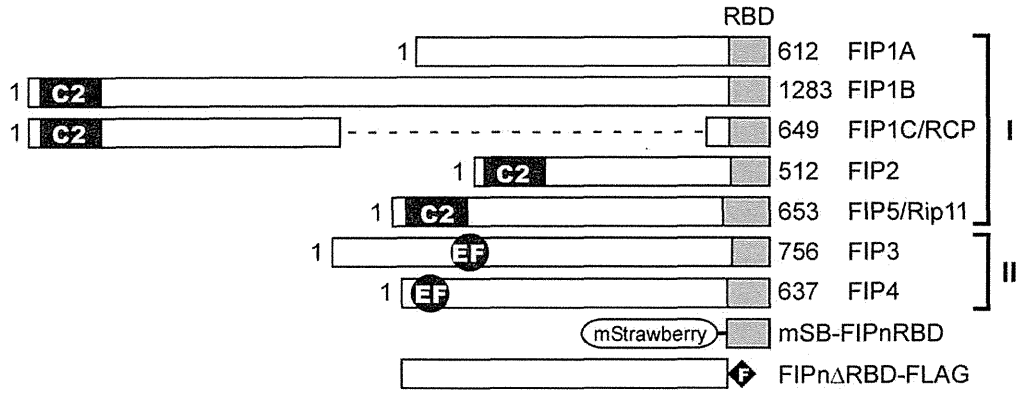 RBD
1 612 FIP1A
1 C2 1283 FIP1B
1 C2 649 FIP1C/RCP
1 C2 512 FIP2
1 C2 653 FIP5/Rip11
I
1 EF 756 FIP3
1 EF 637 FIP4
II
mStrawberry mSB-FIPnRBD
F FIPnΔRBD-FLAG